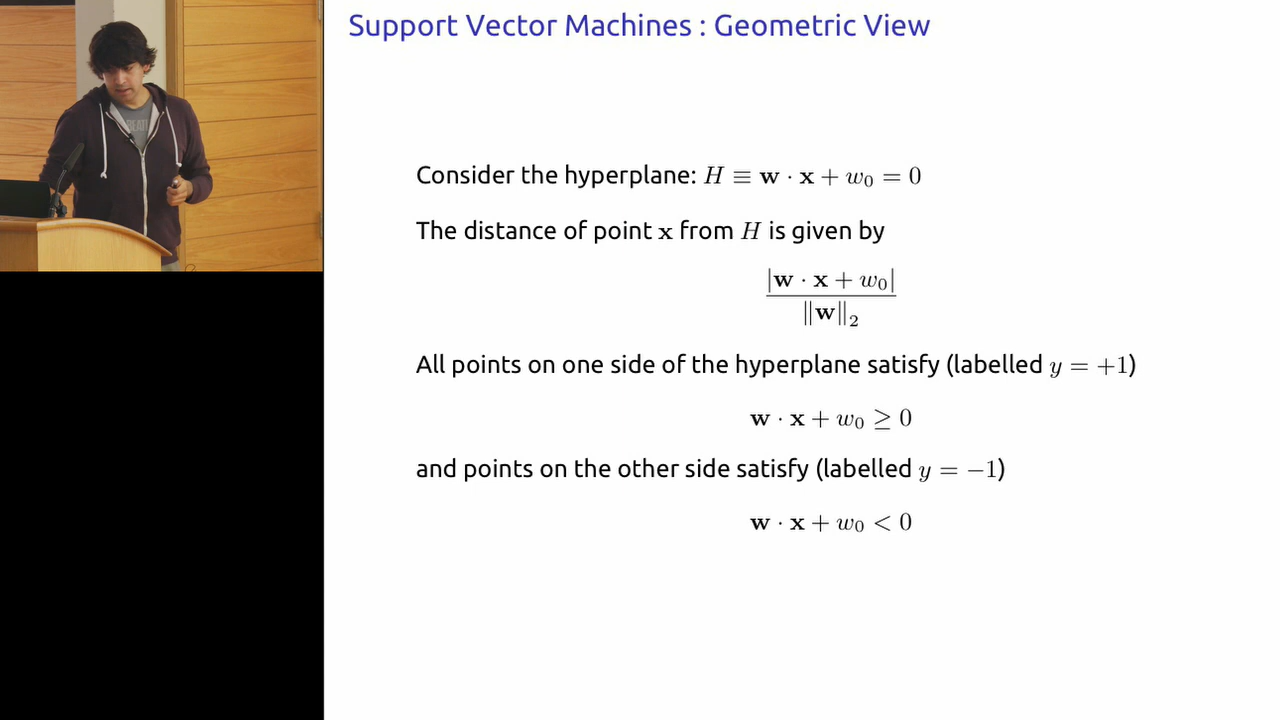 Support Vector Machines : Geometric View
Consider the hyperplane: H ≡ w · x + w₀ = 0
The distance of point x from H is given by
|w · x + w₀|
‖w‖₂
All points on one side of the hyperplane satisfy (labelled y = +1)
w · x + w₀ ≥ 0
and points on the other side satisfy (labelled y = −1)
w · x + w₀ < 0